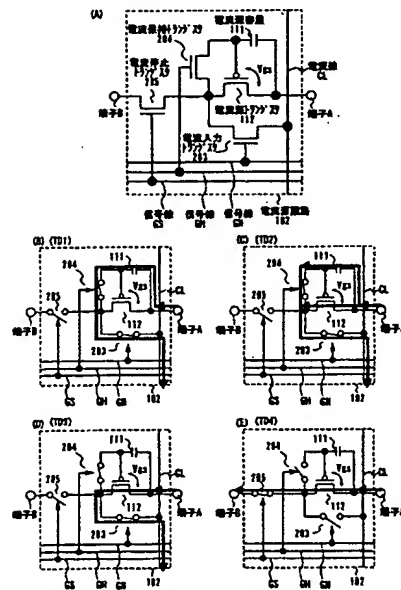 (A)
電流保持トランジスタ
204
電流源容量
111
電流線
CL
電流停止
トランジスタ
205
Vgs
端子B
端子A
電流源トランジスタ
112
電流入力
トランジスタ
203
信号線
GS
信号線
GH
信号線
GN
電流源回路
102
(B) (TD1)
204
111
CL
205
Vgs
端子B
端子A
112
203
GS
GH
GN
102
(C) (TD2)
204
111
CL
205
Vgs
端子B
端子A
112
203
GS
GH
GN
102
(D) (TD3)
204
111
CL
205
Vgs
端子B
端子A
112
203
GS
GH
GN
102
(E) (TD4)
204
111
CL
205
Vgs
端子B
端子A
112
203
GS
GH
GN
102